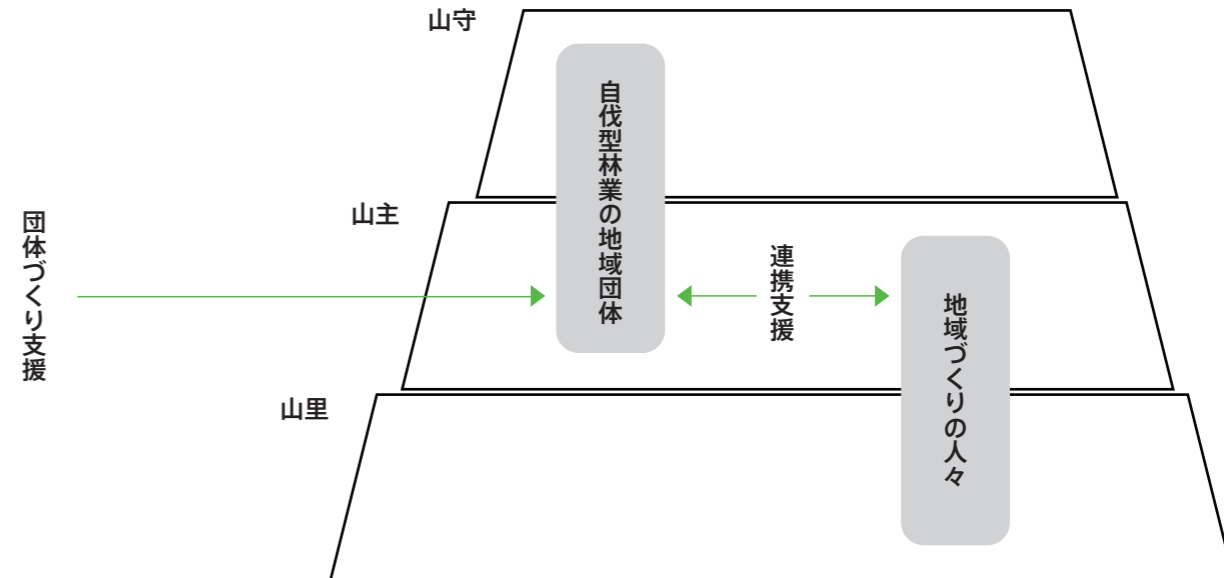 山守
自伐型林業の地域団体
山主
団体づくり支援
連携支援
地域づくりの人々
山里